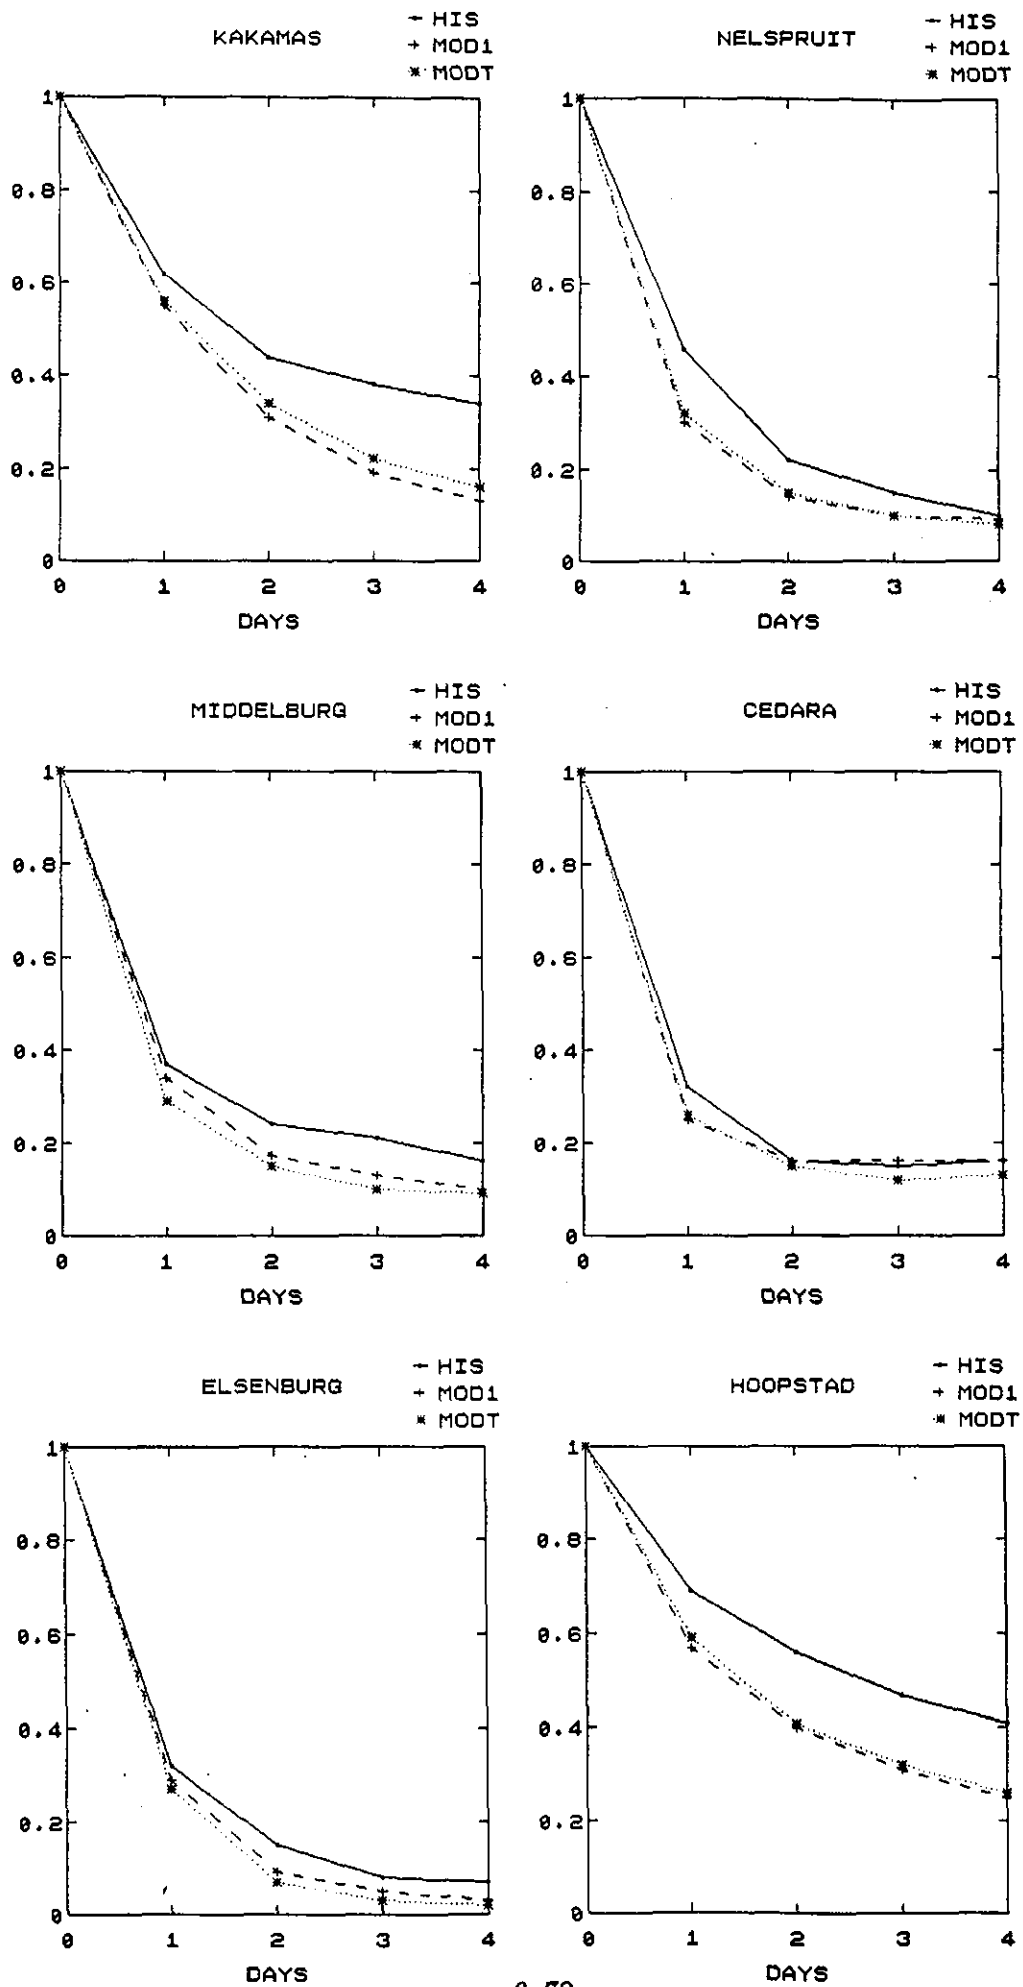 KAKAMAS
HIS
MOD1
MODT
1
0.8
0.6
0.4
0.2
0
0 1 2 3 4
DAYS
NELSPRUIT
HIS
MOD1
MODT
1
0.8
0.6
0.4
0.2
0
0 1 2 3 4
DAYS
MIDDELBURG
HIS
MOD1
MODT
1
0.8
0.6
0.4
0.2
0
0 1 2 3 4
DAYS
CEDARA
HIS
MOD1
MODT
1
0.8
0.6
0.4
0.2
0
0 1 2 3 4
DAYS
ELSENBURG
HIS
MOD1
MODT
1
0.8
0.6
0.4
0.2
0
0 1 2 3 4
DAYS
HOOPSTAD
HIS
MOD1
MODT
1
0.8
0.6
0.4
0.2
0
0 1 2 3 4
DAYS